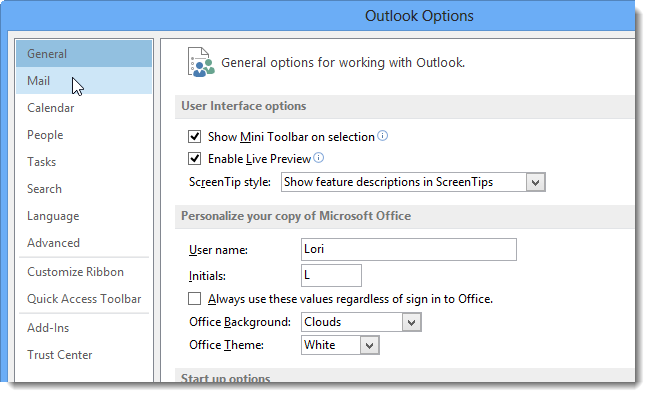 Outlook Options
General
Mail
Calendar
People
Tasks
Search
Language
Advanced
Customize Ribbon
Quick Access Toolbar
Add-Ins
Trust Center
General options for working with Outlook.
User Interface options
Show Mini Toolbar on selection
Enable Live Preview
ScreenTip style: Show feature descriptions in ScreenTips
Personalize your copy of Microsoft Office
User name: Lori
Initials: L
Always use these values regardless of sign in to Office.
Office Background: Clouds
Office Theme: White
Start up options